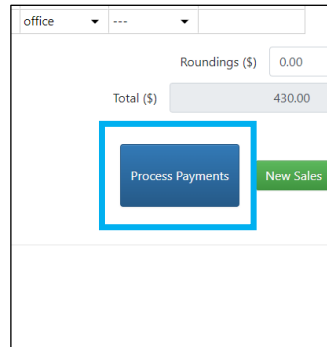 office ---
Roundings ($) 0.00
Total ($) 430.00
Process Payments New Sales